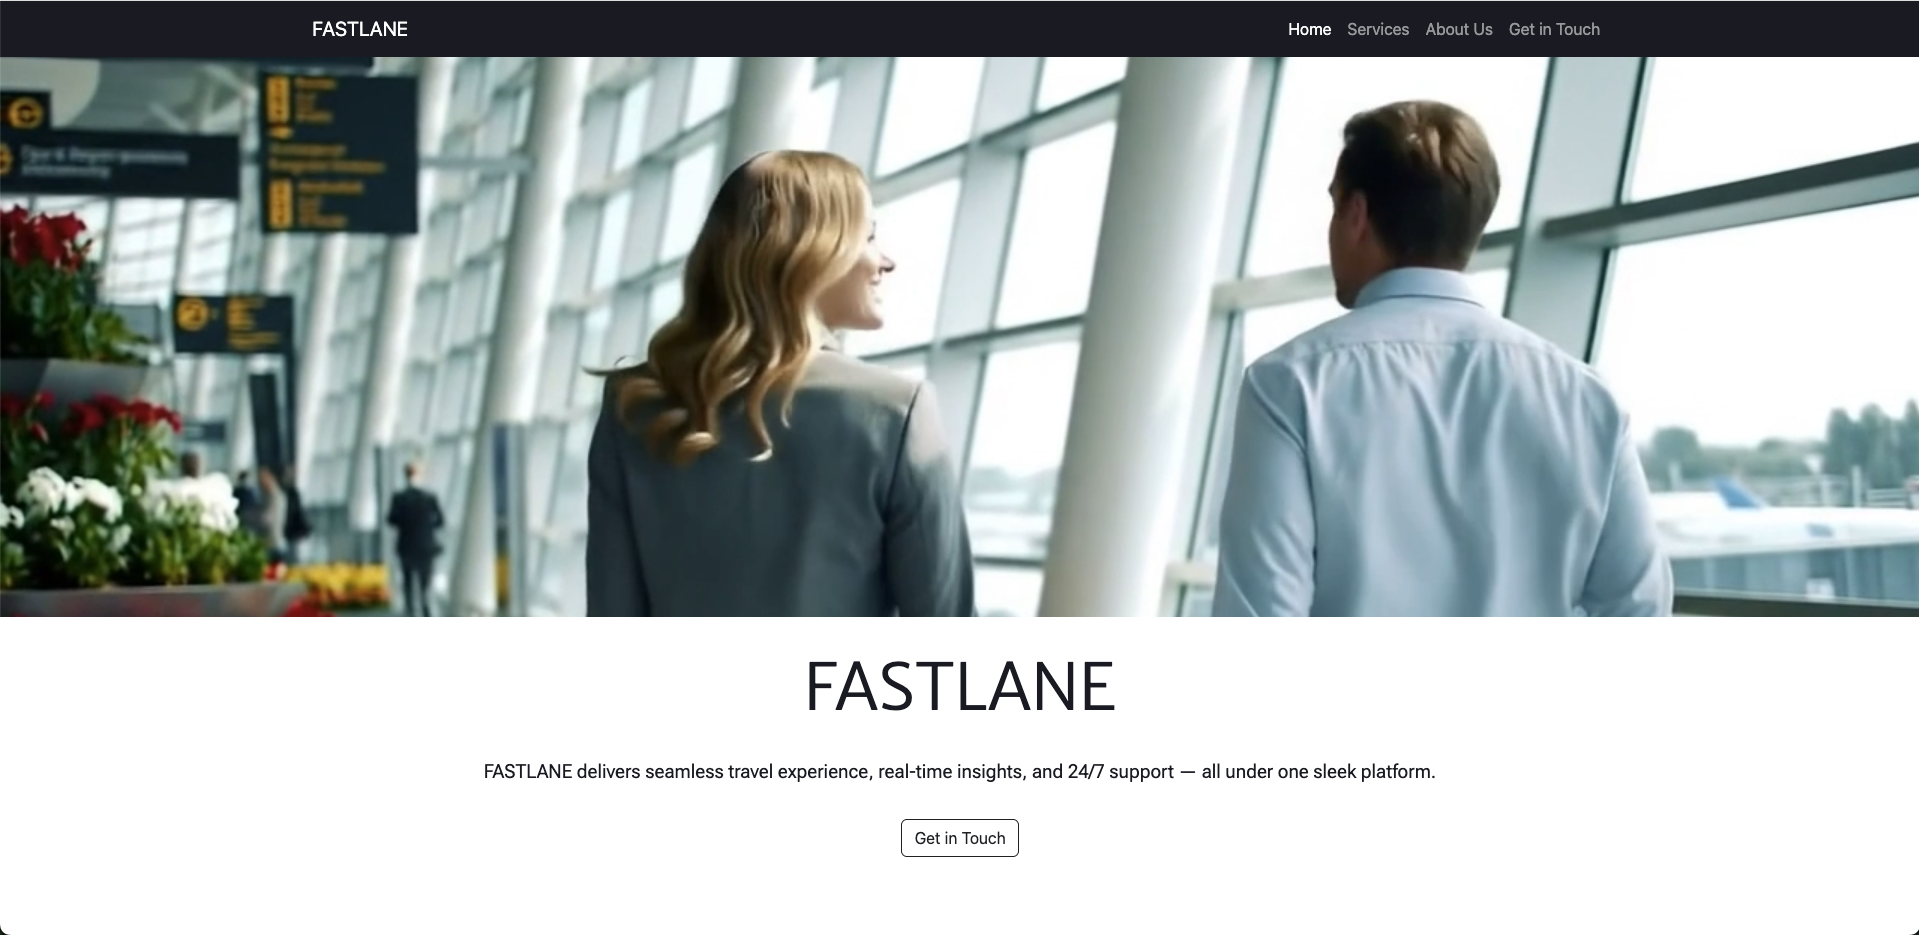 FASTLANE
Home Services About Us Get in Touch
FASTLANE
FASTLANE delivers seamless travel experience, real-time insights, and 24/7 support — all under one sleek platform.
Get in Touch